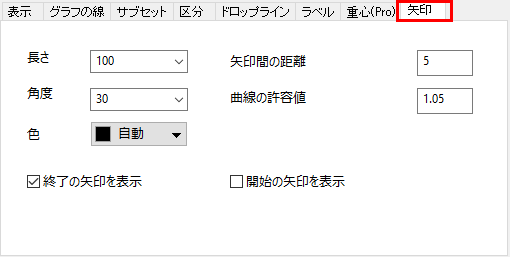 表示 グラフの線 サブセット 区分 ドロップライン ラベル 重心(Pro) 矢印
長さ 100 矢印間の距離 5
角度 30 曲線の許容値 1.05
色 自動
終了の矢印を表示 開始の矢印を表示